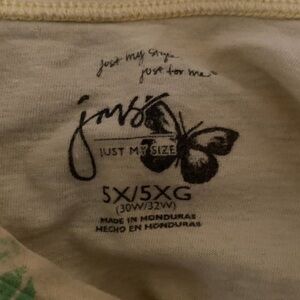 just my style
just for me™
jms
JUST MY SIZE
5X/5XG
(30W/32W)
MADE IN HONDURAS
HECHO EN HONDURAS